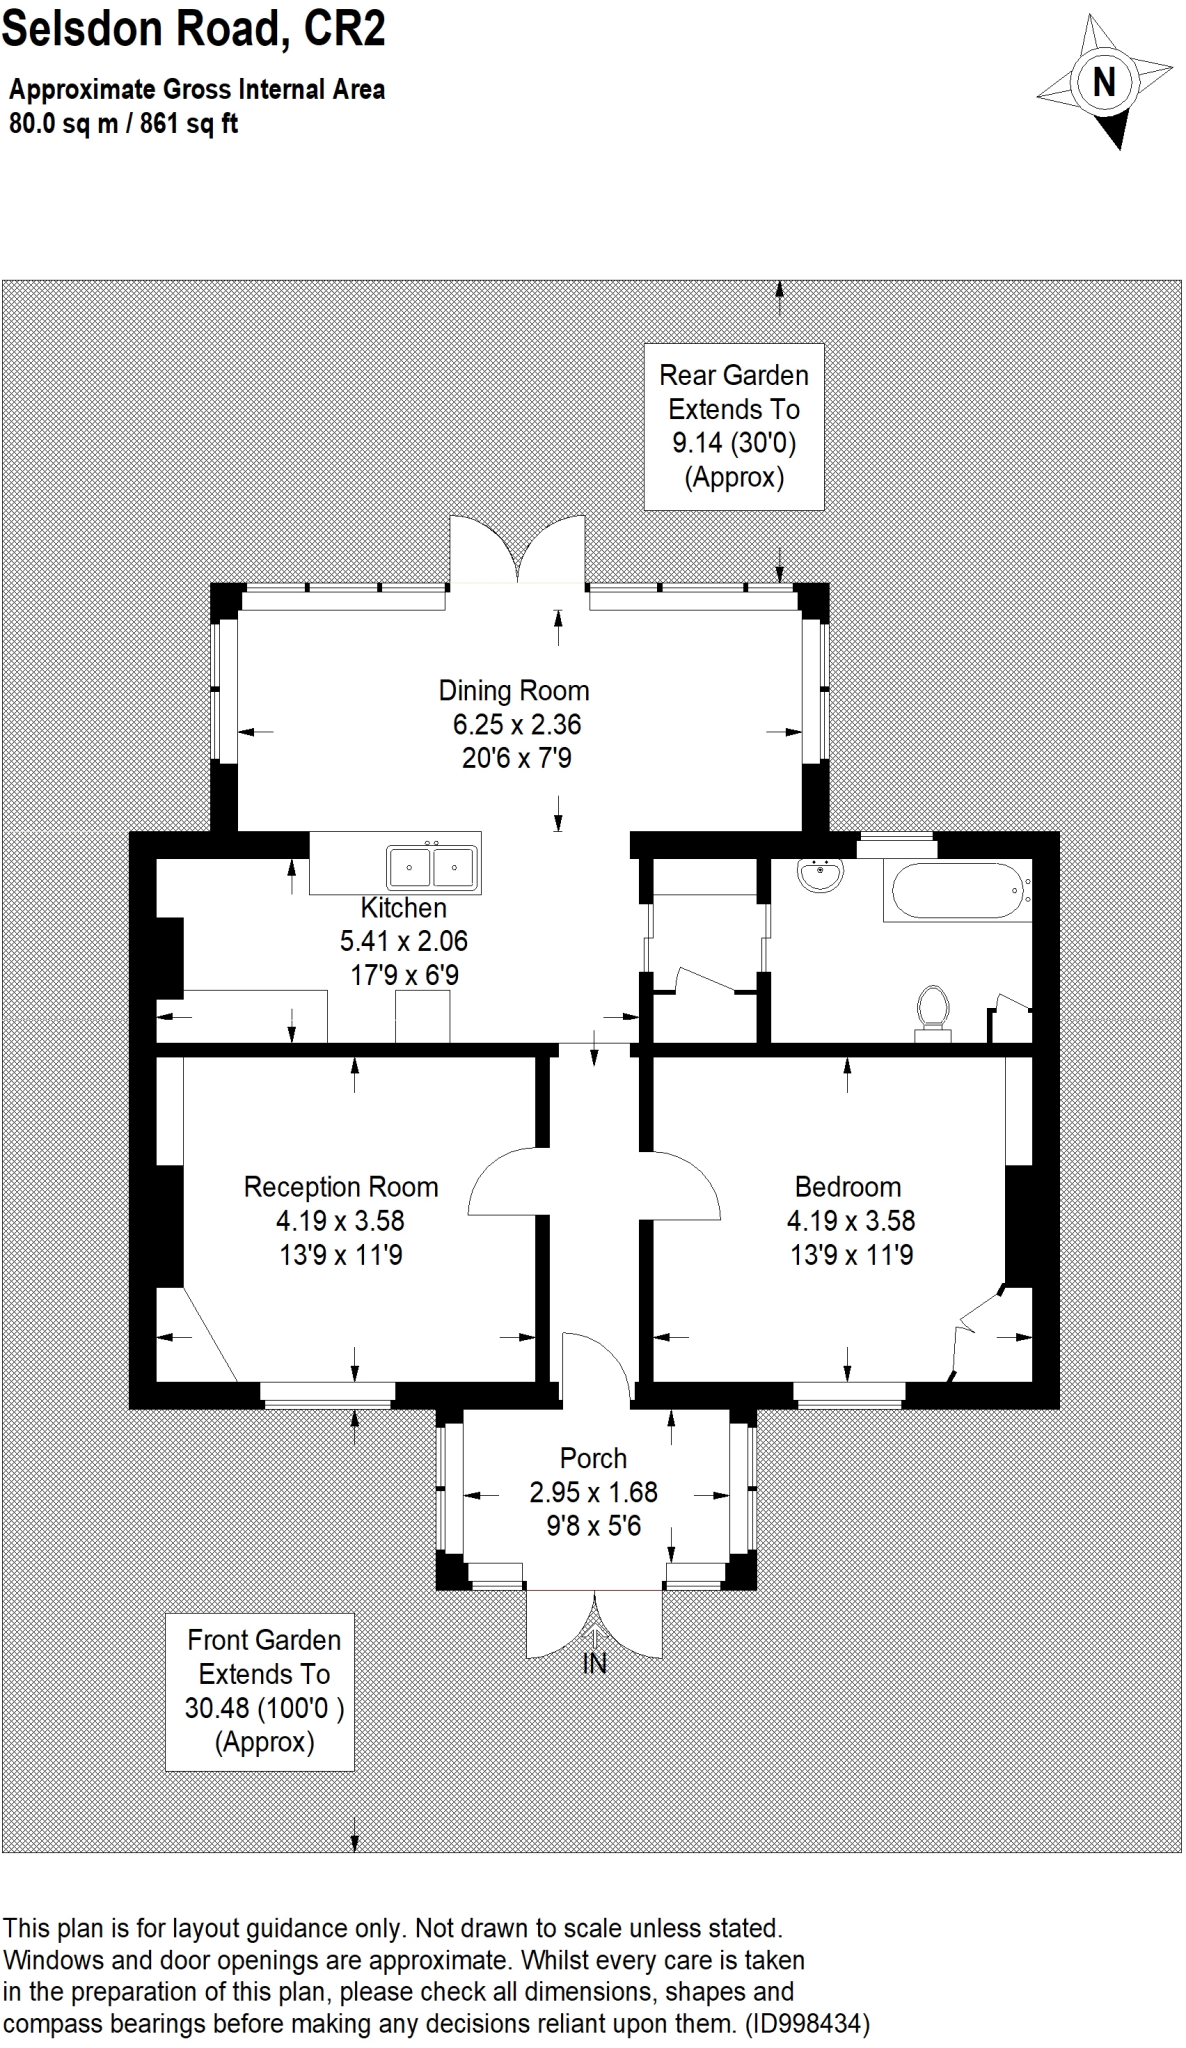 Selsdon Road, CR2
Approximate Gross Internal Area
80.0 sq m / 861 sq ft
N
Rear Garden
Extends To
9.14 (30'0)
(Approx)
Dining Room
6.25 x 2.36
20'6 x 7'9
Kitchen
5.41 x 2.06
17'9 x 6'9
Reception Room
4.19 x 3.58
13'9 x 11'9
Bedroom
4.19 x 3.58
13'9 x 11'9
Porch
2.95 x 1.68
9'8 x 5'6
IN
Front Garden
Extends To
30.48 (100'0 )
(Approx)
This plan is for layout guidance only. Not drawn to scale unless stated.
Windows and door openings are approximate. Whilst every care is taken
in the preparation of this plan, please check all dimensions, shapes and
compass bearings before making any decisions reliant upon them. (ID998434)